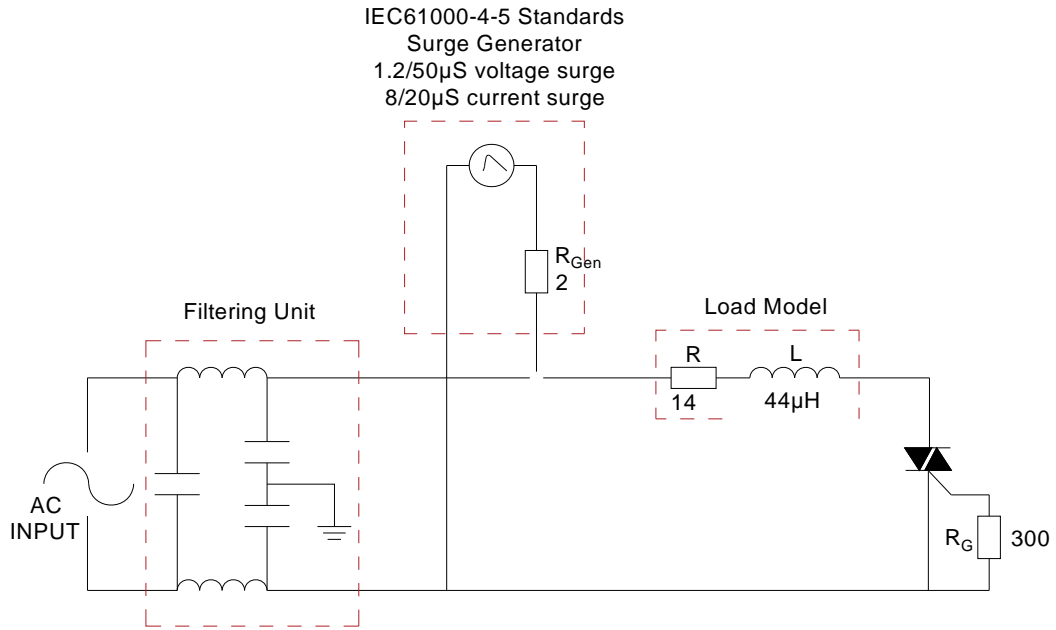 IEC61000-4-5 Standards
Surge Generator
1.2/50µS voltage surge
8/20µS current surge
RGen
2
Filtering Unit
Load Model
R
L
14
44µH
AC
INPUT
RG
300